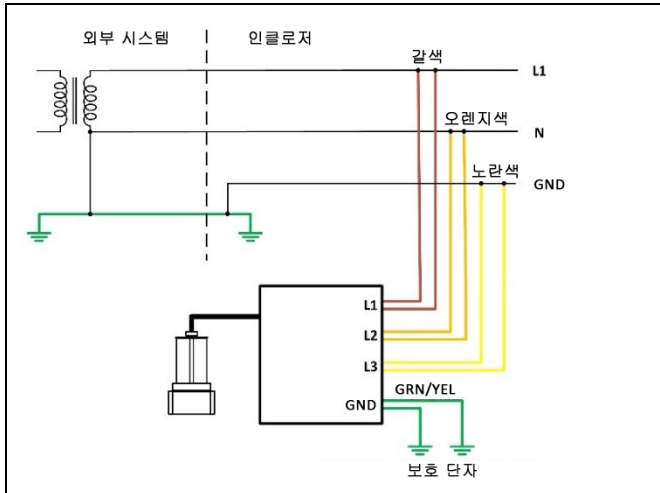 외부 시스템
인클로저
갈색
L1
오렌지색
N
노란색
GND
L1
L2
L3
GRN/YEL
GND
보호 단자